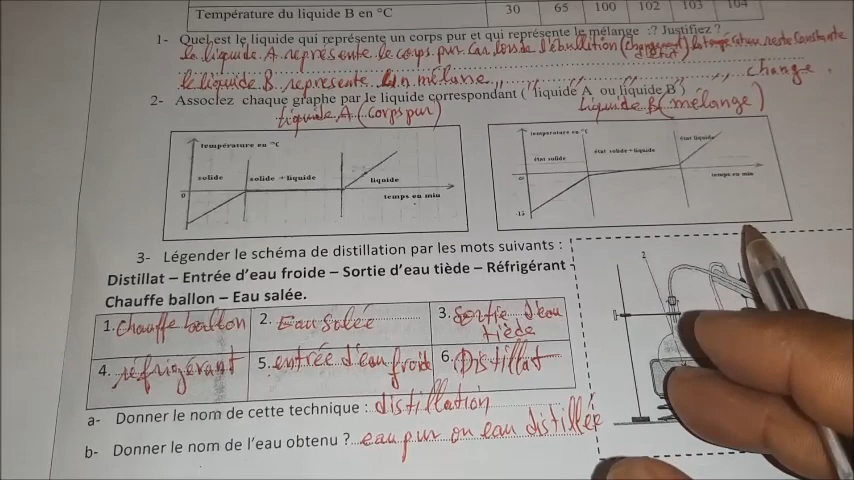 Température du liquide B en °C 30 65 100 102 103 104
1- Quel est le liquide qui représente un corps pur et qui représente le mélange :? Justifiez ?
le liquide A représente le corps pur car lors de l'ébullition (changement d'état) la température reste constante
le liquide B représente un mélange ,, ,, ,, ,, change.
2- Associez chaque graphe par le liquide correspondant ( "liquide A ou liquide B")
liquide A (corps pur) liquide B (mélange)
température en °C
solide solide + liquide liquide
0
temps en min
température en °C
état solide état solide + liquide état liquide
temps en min
-15
3- Légender le schéma de distillation par les mots suivants :
Distillat – Entrée d'eau froide – Sortie d'eau tiède – Réfrigérant -
Chauffe ballon – Eau salée.
1. Chauffe ballon 2. Eau salée 3. Sortie d'eau tiède
4. réfrigérant 5. entrée d'eau froide 6. Distillat
a- Donner le nom de cette technique : distillation
b- Donner le nom de l'eau obtenu ? eau pur ou eau distillée